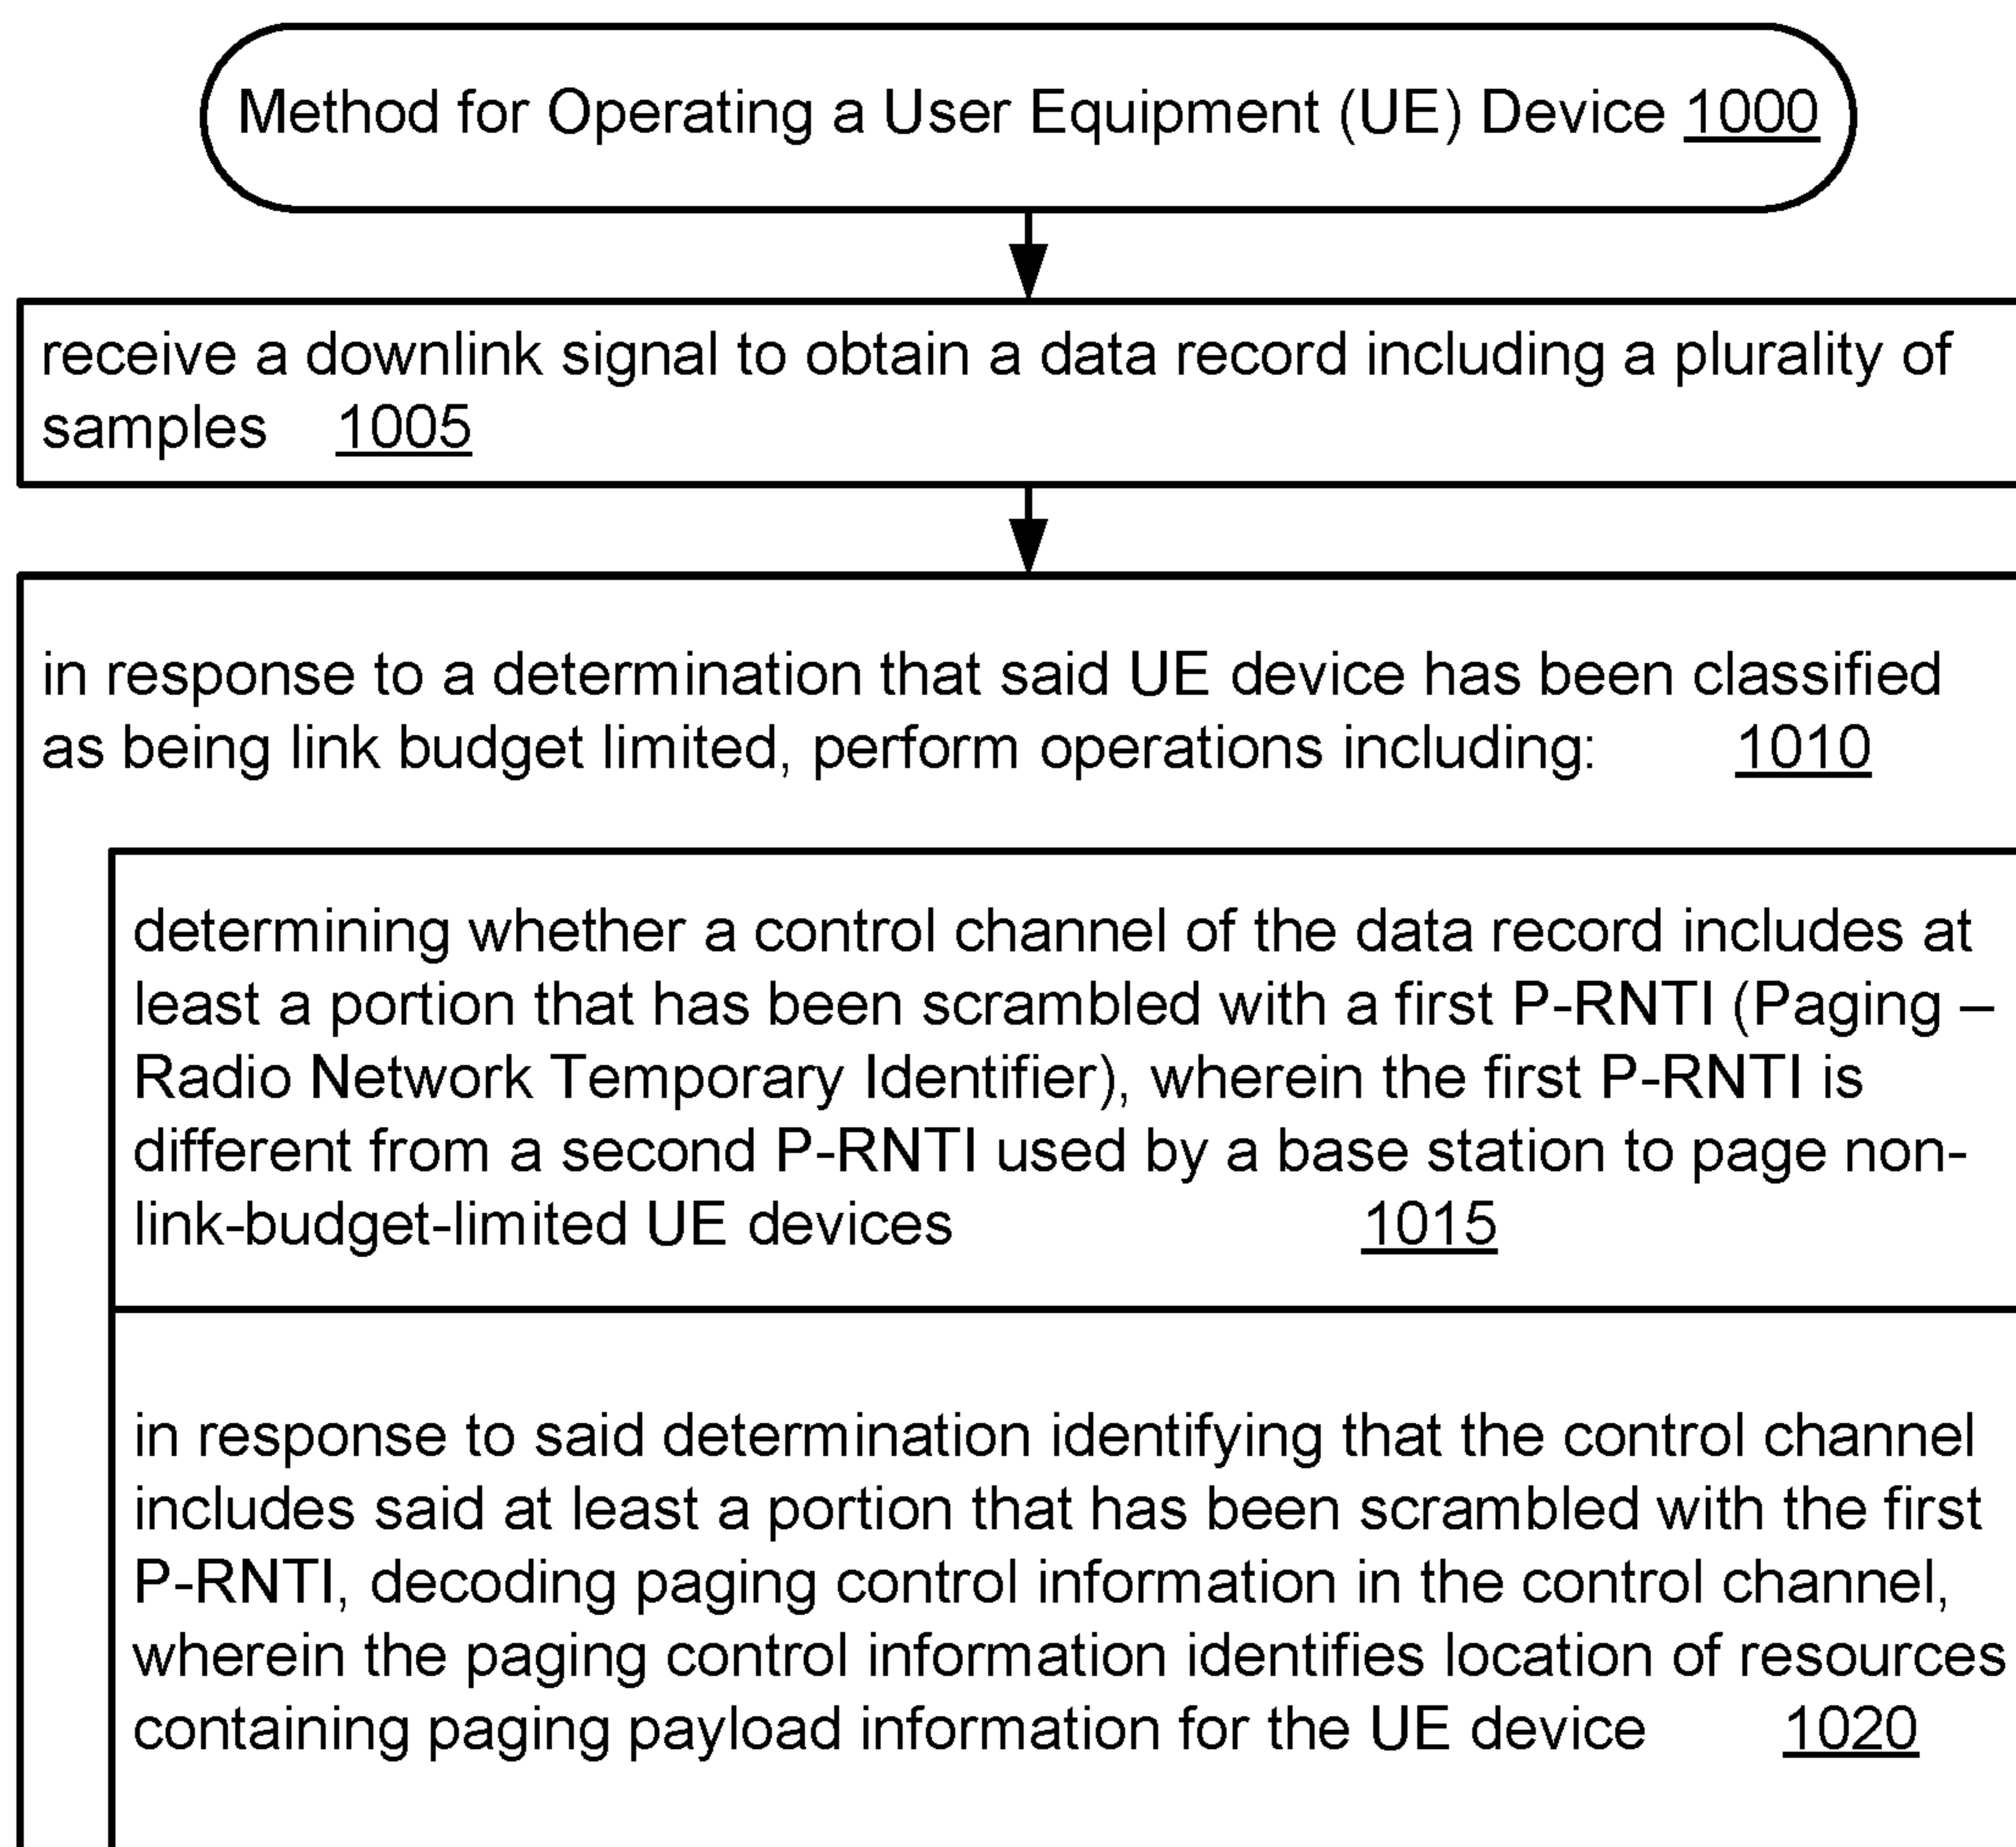 Method for Operating a User Equipment (UE) Device 1000
receive a downlink signal to obtain a data record including a plurality of
samples 1005
in response to a determination that said UE device has been classified
as being link budget limited, perform operations including: 1010
determining whether a control channel of the data record includes at
least a portion that has been scrambled with a first P-RNTI (Paging –
Radio Network Temporary Identifier), wherein the first P-RNTI is
different from a second P-RNTI used by a base station to page non-
link-budget-limited UE devices 1015
in response to said determination identifying that the control channel
includes said at least a portion that has been scrambled with the first
P-RNTI, decoding paging control information in the control channel,
wherein the paging control information identifies location of resources
containing paging payload information for the UE device 1020